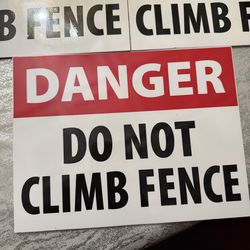 B FENCE
CLIMB FENCE
DANGER
DO NOT
CLIMB FENCE